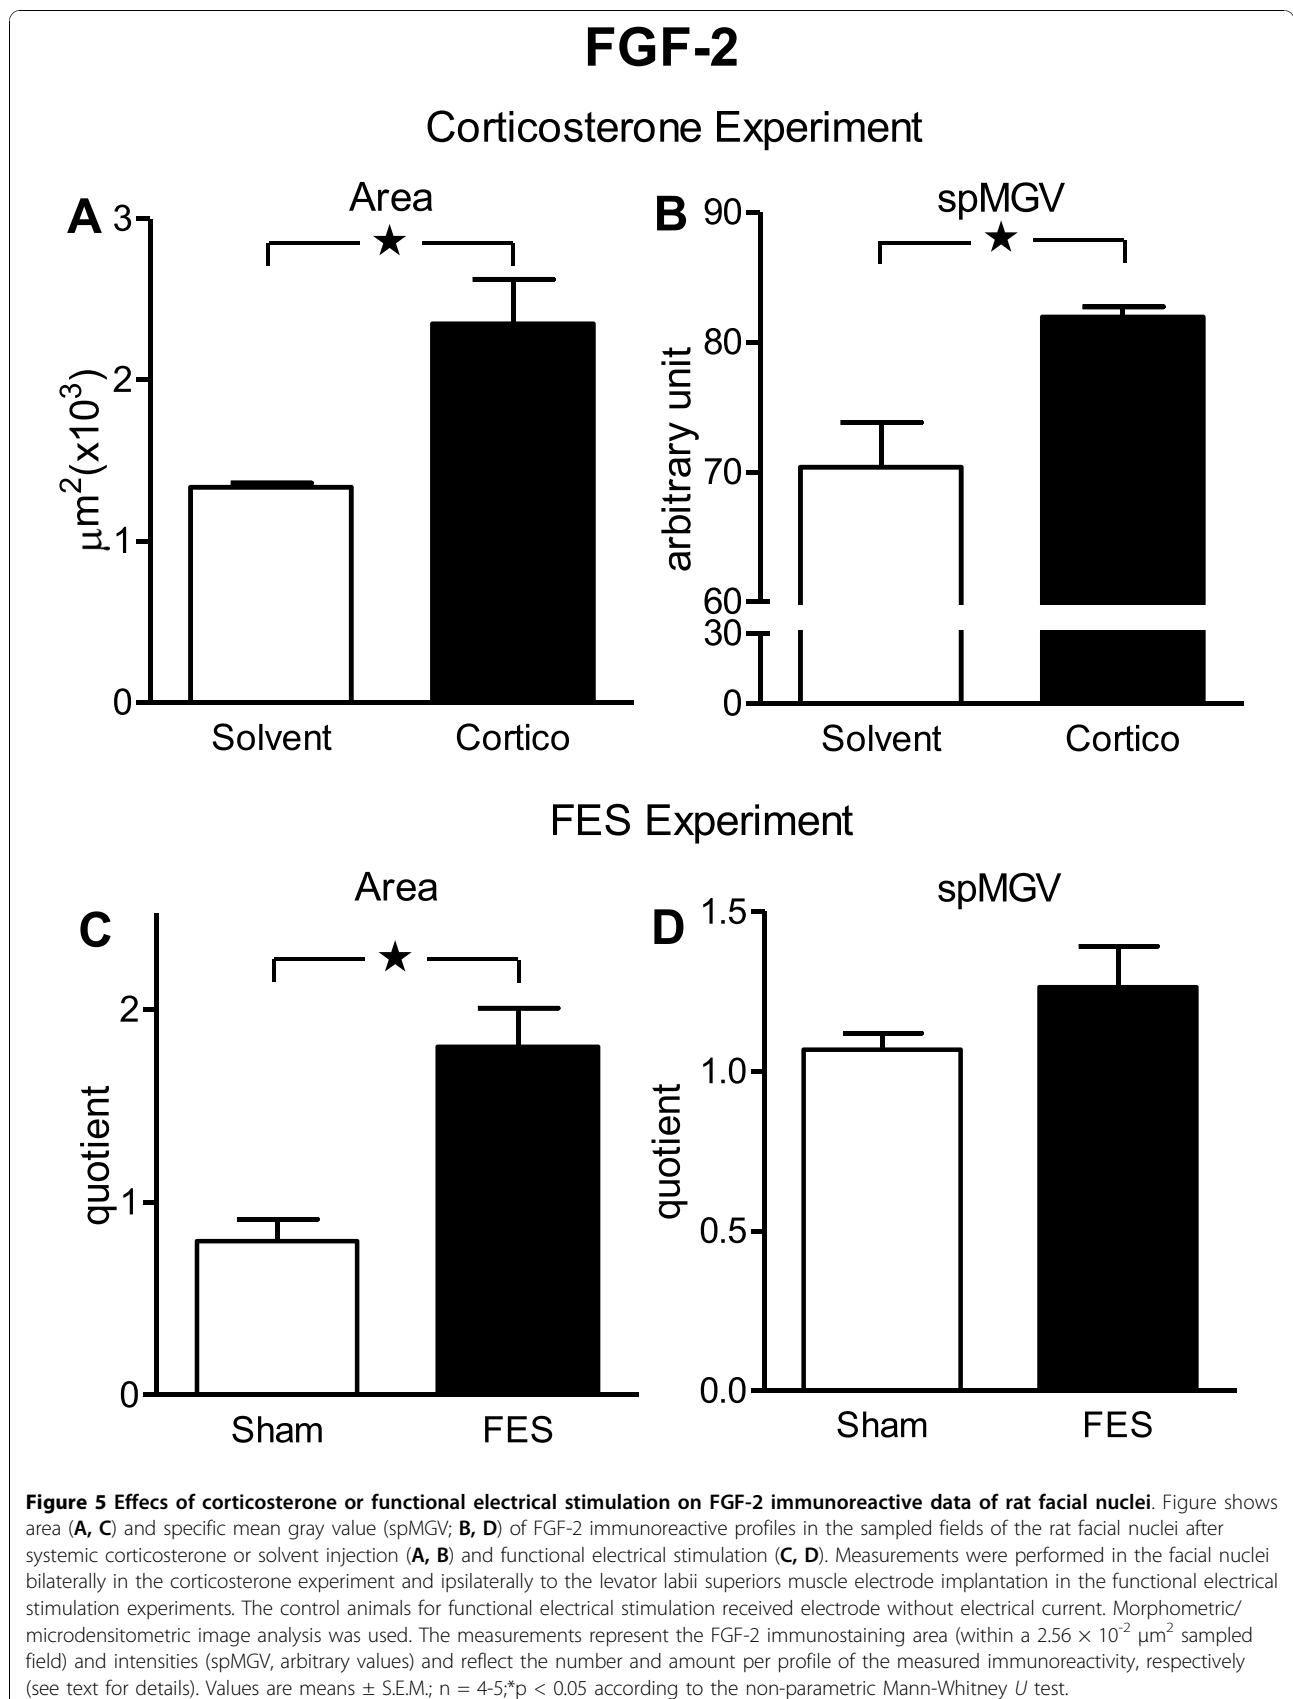 FGF-2
Corticosterone Experiment
A
Area
3
2
1
0
μm2(x103)
Solvent
Cortico
B
spMGV
90
80
70
60
30
0
arbitrary unit
Solvent
Cortico
FES Experiment
C
Area
2
1
0
quotient
Sham
FES
D
spMGV
1.5
1.0
0.5
0.0
quotient
Sham
FES
Figure 5 Effecs of corticosterone or functional electrical stimulation on FGF-2 immunoreactive data of rat facial nuclei. Figure shows
area (A, C) and specific mean gray value (spMGV; B, D) of FGF-2 immunoreactive profiles in the sampled fields of the rat facial nuclei after
systemic corticosterone or solvent injection (A, B) and functional electrical stimulation (C, D). Measurements were performed in the facial nuclei
bilaterally in the corticosterone experiment and ipsilaterally to the levator labii superiors muscle electrode implantation in the functional electrical
stimulation experiments. The control animals for functional electrical stimulation received electrode without electrical current. Morphometric/
microdensitometric image analysis was used. The measurements represent the FGF-2 immunostaining area (within a 2.56 × 10-2 μm2 sampled
field) and intensities (spMGV, arbitrary values) and reflect the number and amount per profile of the measured immunoreactivity, respectively
(see text for details). Values are means ± S.E.M.; n = 4-5;*p < 0.05 according to the non-parametric Mann-Whitney U test.